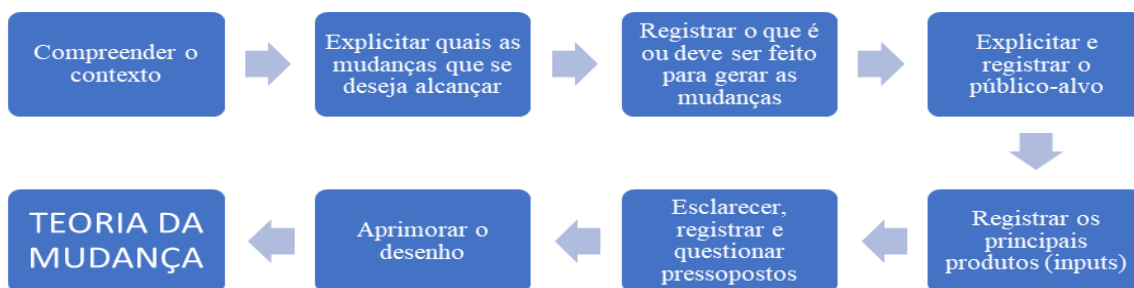 Compreender o
contexto
Explicitar quais as
mudanças que se
deseja alcançar
Registrar o que é
ou deve ser feito
para gerar as
mudanças
Explicitar e
registrar o
público-alvo
Registrar os
principais
produtos (inputs)
Esclarecer,
registrar e
questionar
pressopostos
Aprimorar o
desenho
TEORIA DA
MUDANÇA